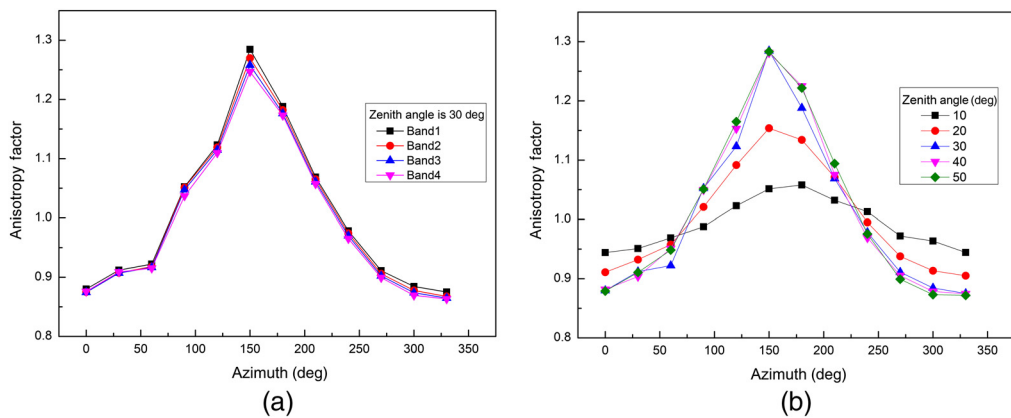 1.3
1.2
1.1
1.0
0.9
0.8
Anisotropy factor
0 50 100 150 200 250 300 350
Azimuth (deg)
Zenith angle is 30 deg
Band1
Band2
Band3
Band4
(a)
1.3
1.2
1.1
1.0
0.9
0.8
Anisotropy factor
0 50 100 150 200 250 300 350
Azimuth (deg)
Zenith angle (deg)
10
20
30
40
50
(b)